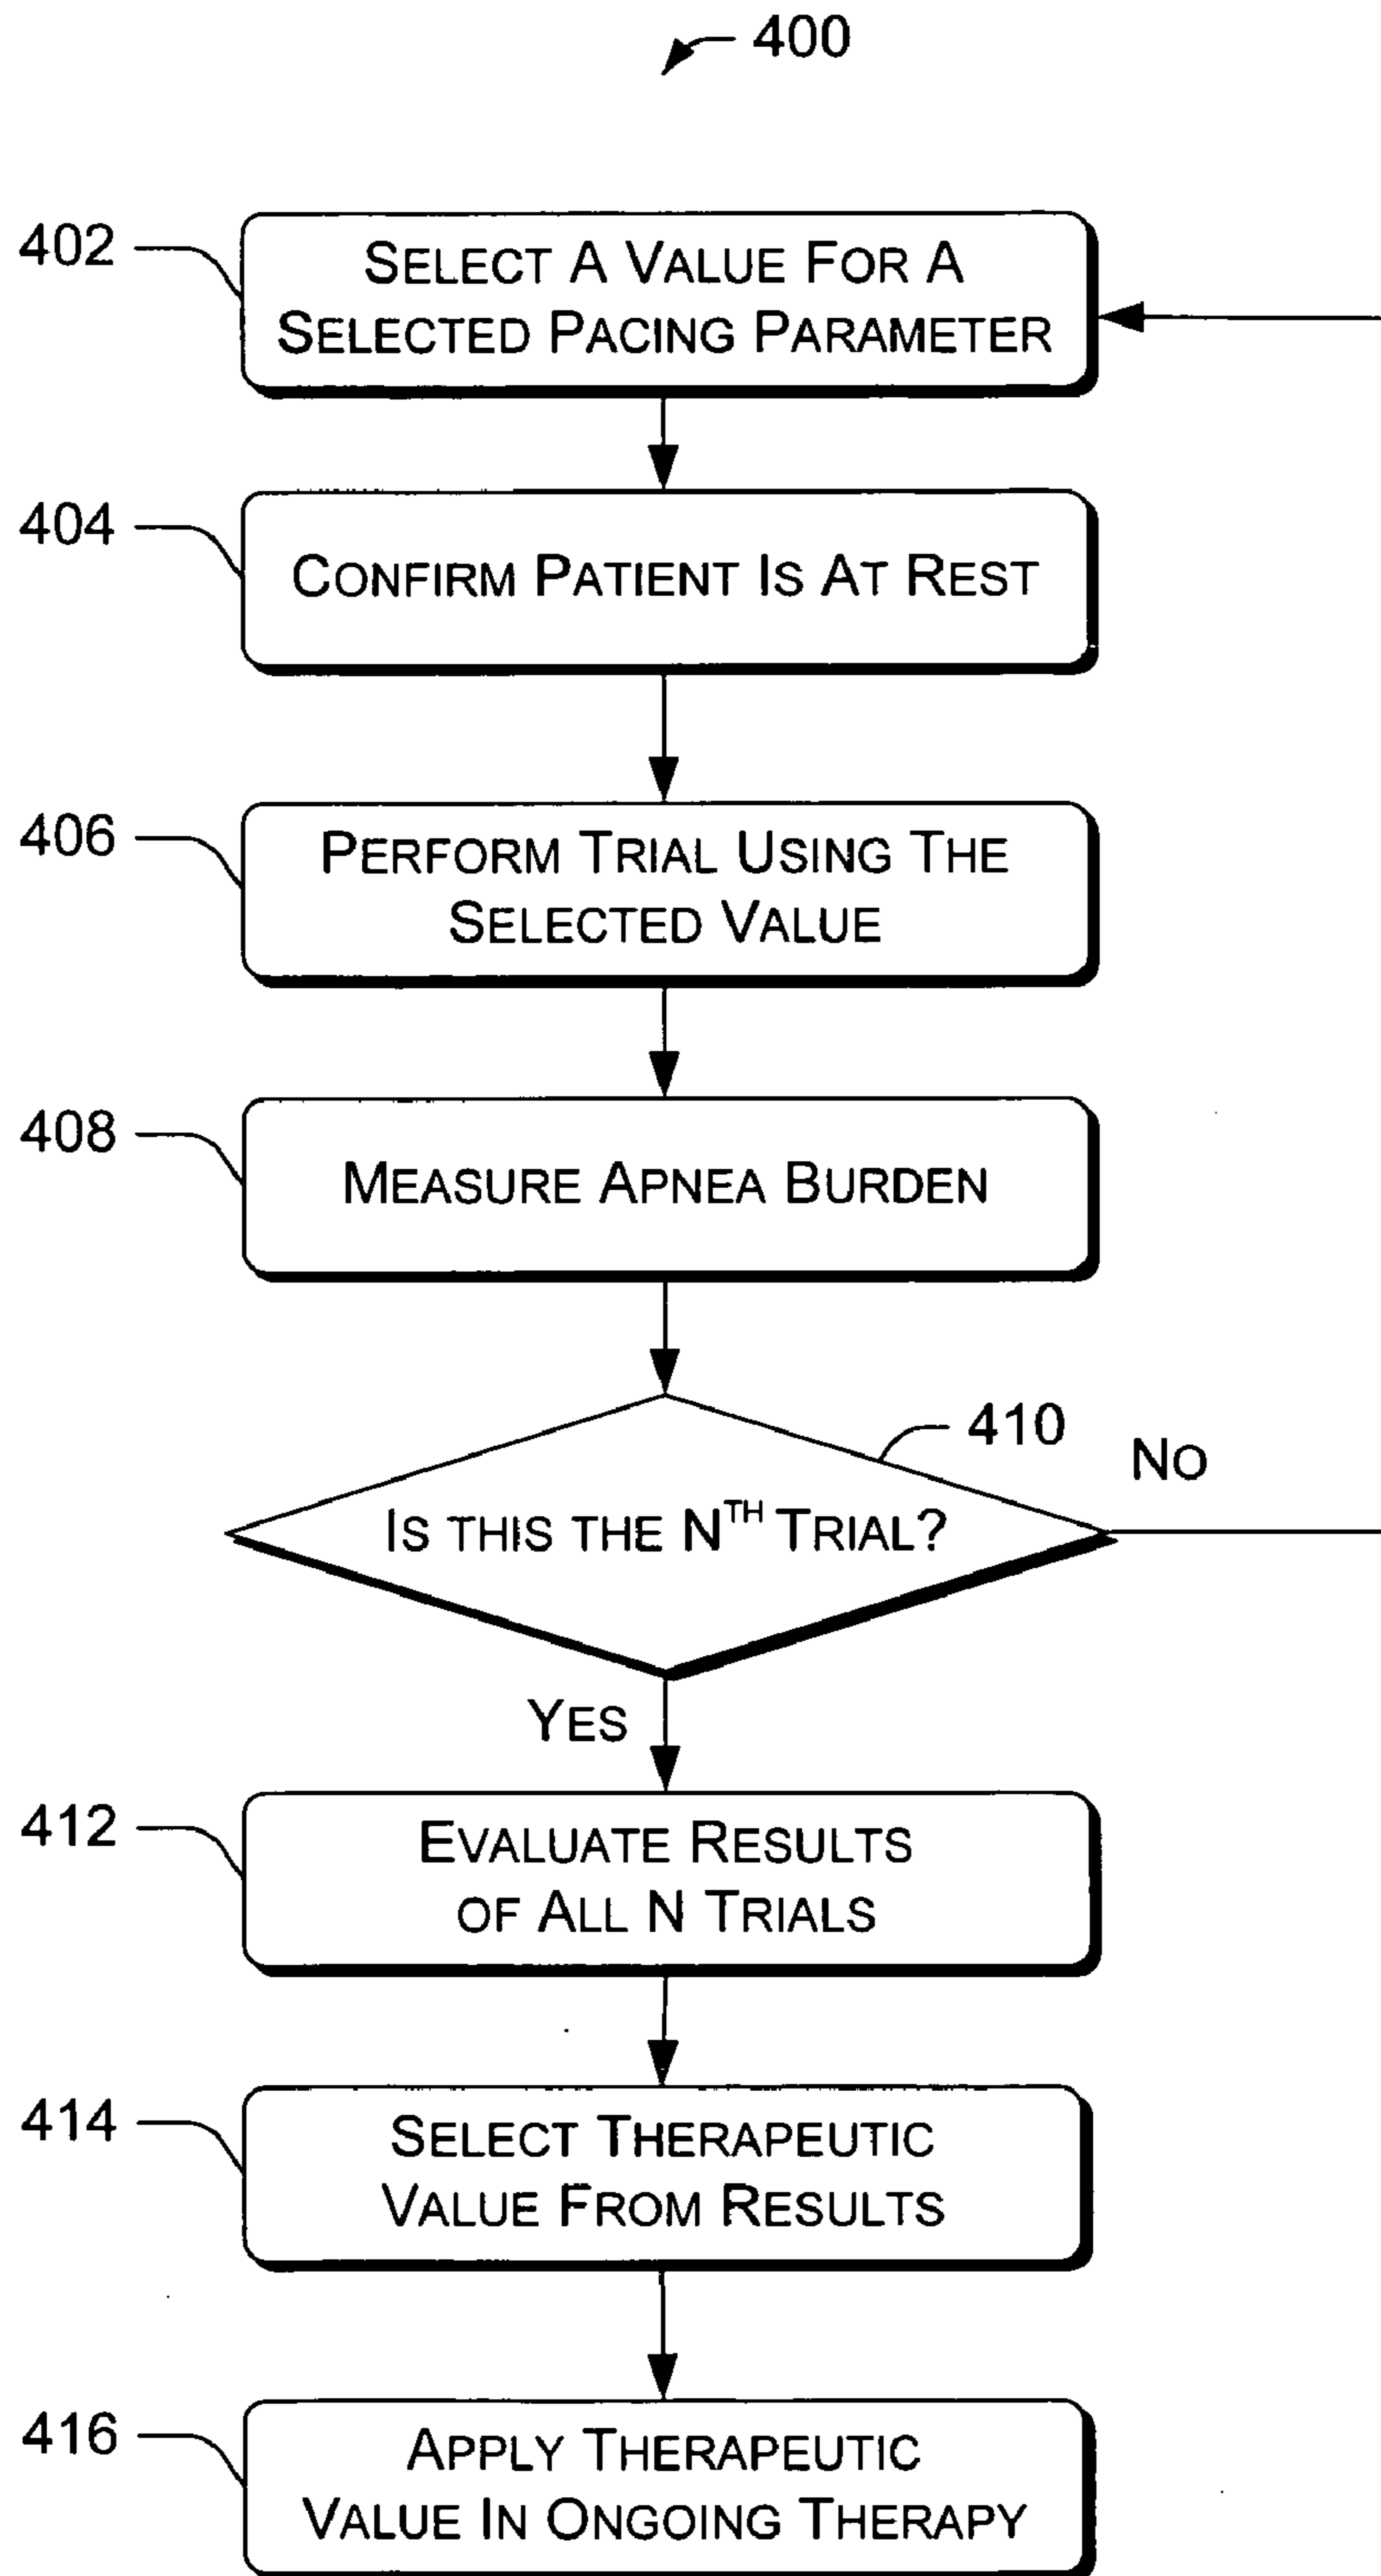 400
402
SELECT A VALUE FOR A
SELECTED PACING PARAMETER
404
CONFIRM PATIENT IS AT REST
406
PERFORM TRIAL USING THE
SELECTED VALUE
408
MEASURE APNEA BURDEN
410
NO
IS THIS THE NTH TRIAL?
YES
412
EVALUATE RESULTS
OF ALL N TRIALS
414
SELECT THERAPEUTIC
VALUE FROM RESULTS
416
APPLY THERAPEUTIC
VALUE IN ONGOING THERAPY